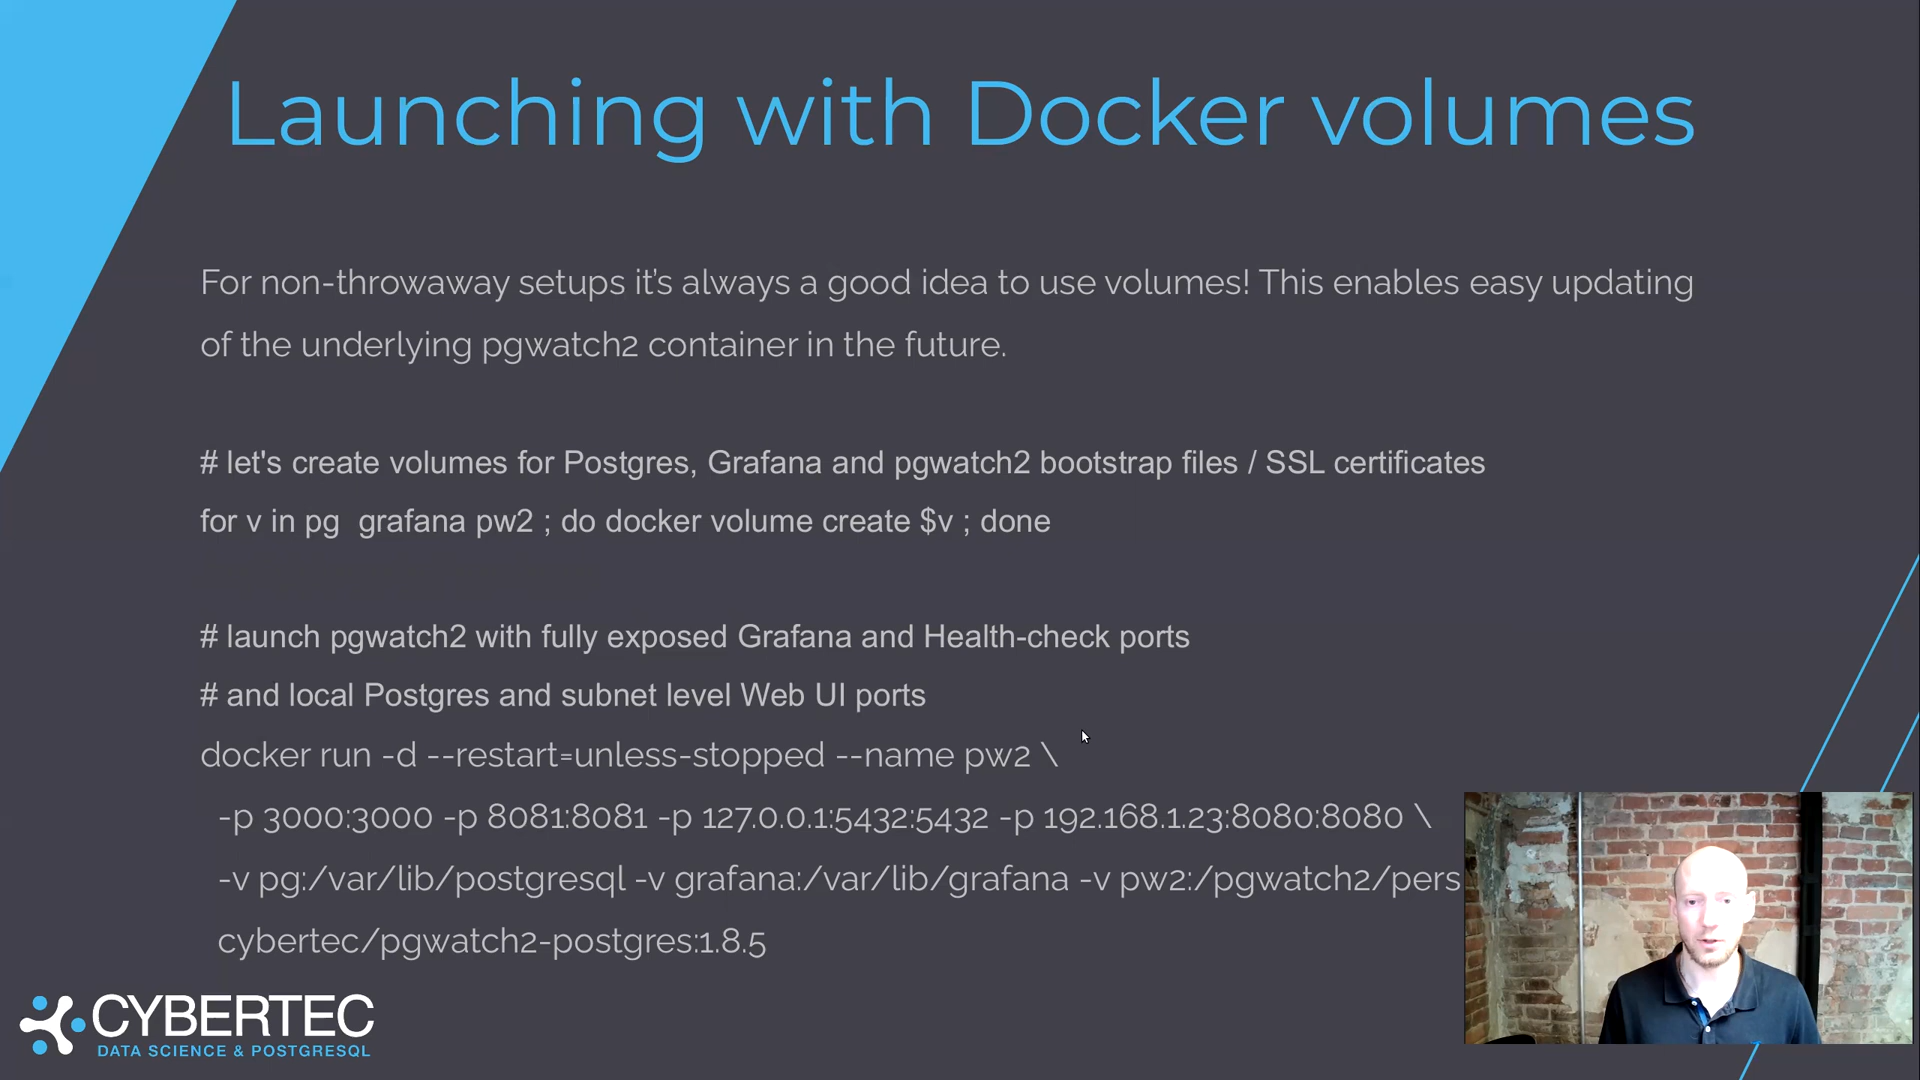 Launching with Docker volumes
For non-throwaway setups it's always a good idea to use volumes! This enables easy updating
of the underlying pgwatch2 container in the future.
# let's create volumes for Postgres, Grafana and pgwatch2 bootstrap files / SSL certificates
for v in pg  grafana pw2 ; do docker volume create $v ; done
# launch pgwatch2 with fully exposed Grafana and Health-check ports
# and local Postgres and subnet level Web UI ports
docker run -d --restart=unless-stopped --name pw2 \
-p 3000:3000 -p 8081:8081 -p 127.0.0.1:5432:5432 -p 192.168.1.23:8080:8080 \
-v pg:/var/lib/postgresql -v grafana:/var/lib/grafana -v pw2:/pgwatch2/pers
cybertec/pgwatch2-postgres:1.8.5
CYBERTEC
DATA SCIENCE & POSTGRESQL